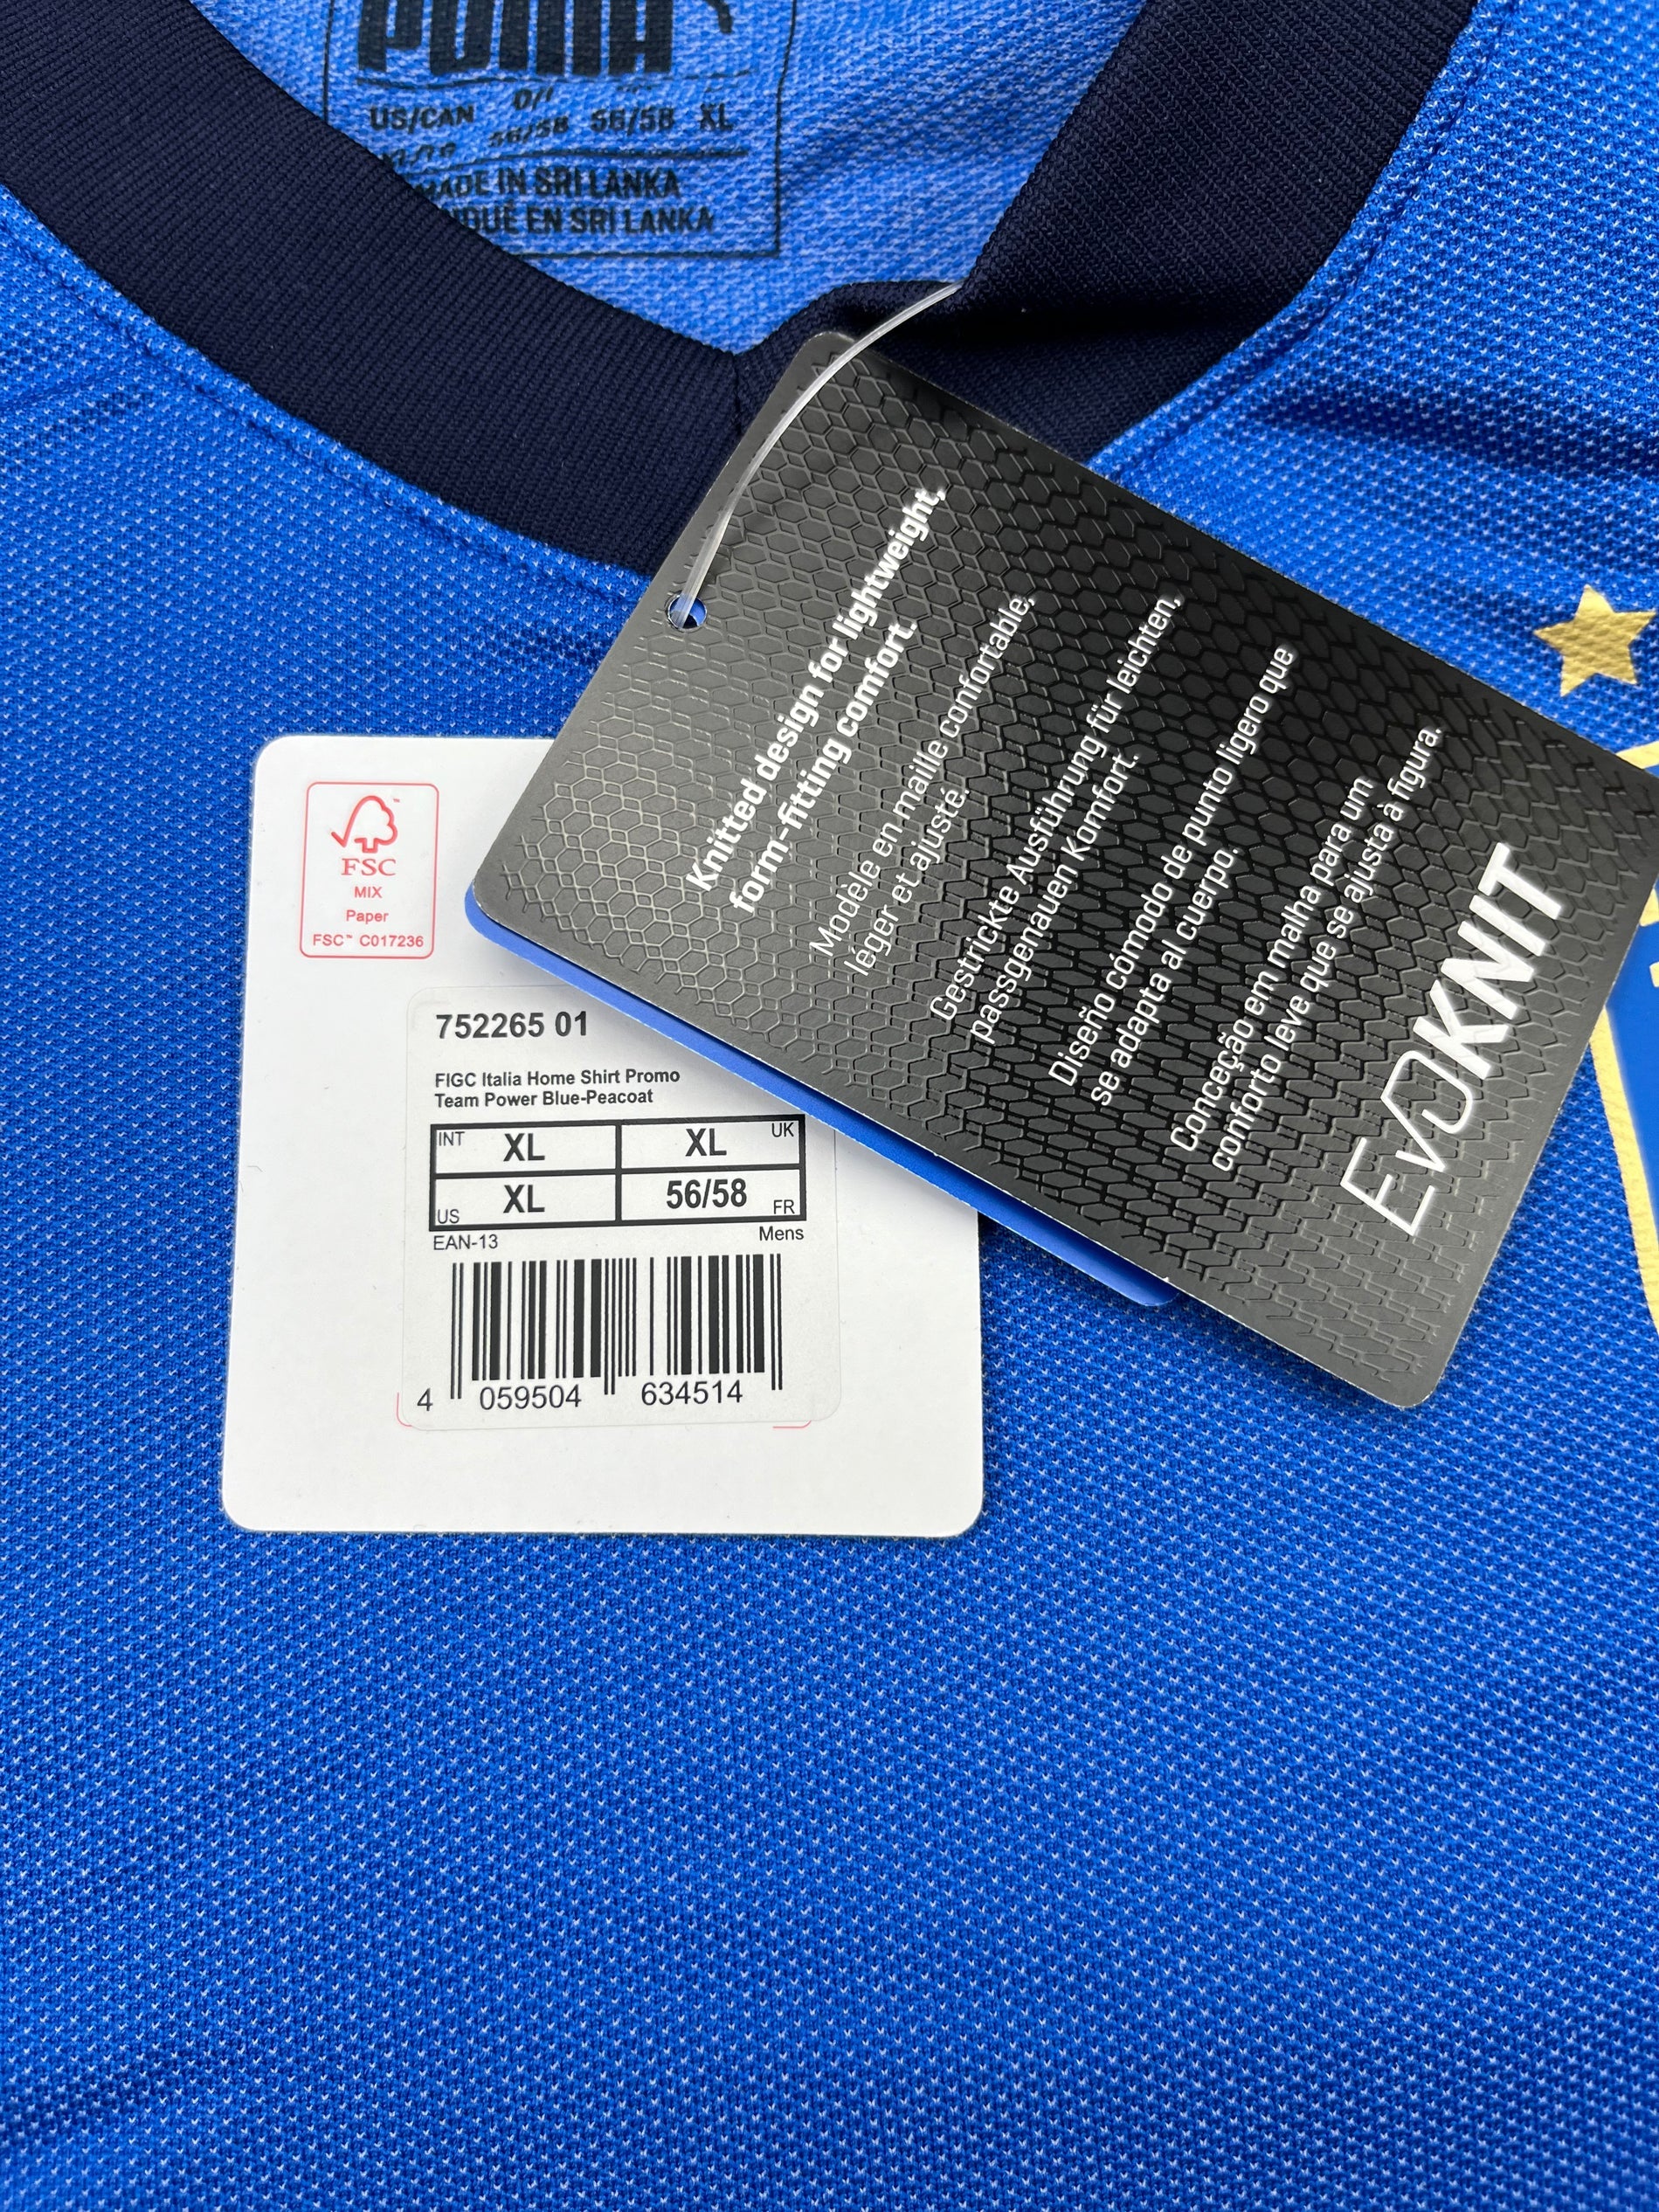 PUMA
US/CAN D/I 56/58 XL
56/58
MADE IN SRI LANKA
EN SRI LANKA
Knitted design for lightweight,
form-fitting comfort.
Modèle en maille confortable,
léger et ajusté.
Gestrickte Ausführung für leichten,
passgenauen Komfort.
Diseño cómodo de punto ligero que
se adapta al cuerpo.
Conceção em malha para um
conforto leve que se ajusta à figura.
EVOKNIT
FSC
MIX
Paper
FSC™ C017236
752265 01
FIGC Italia Home Shirt Promo
Team Power Blue-Peacoat
INT XL XL UK
US XL 56/58 FR
EAN-13 Mens
4 059504 634514